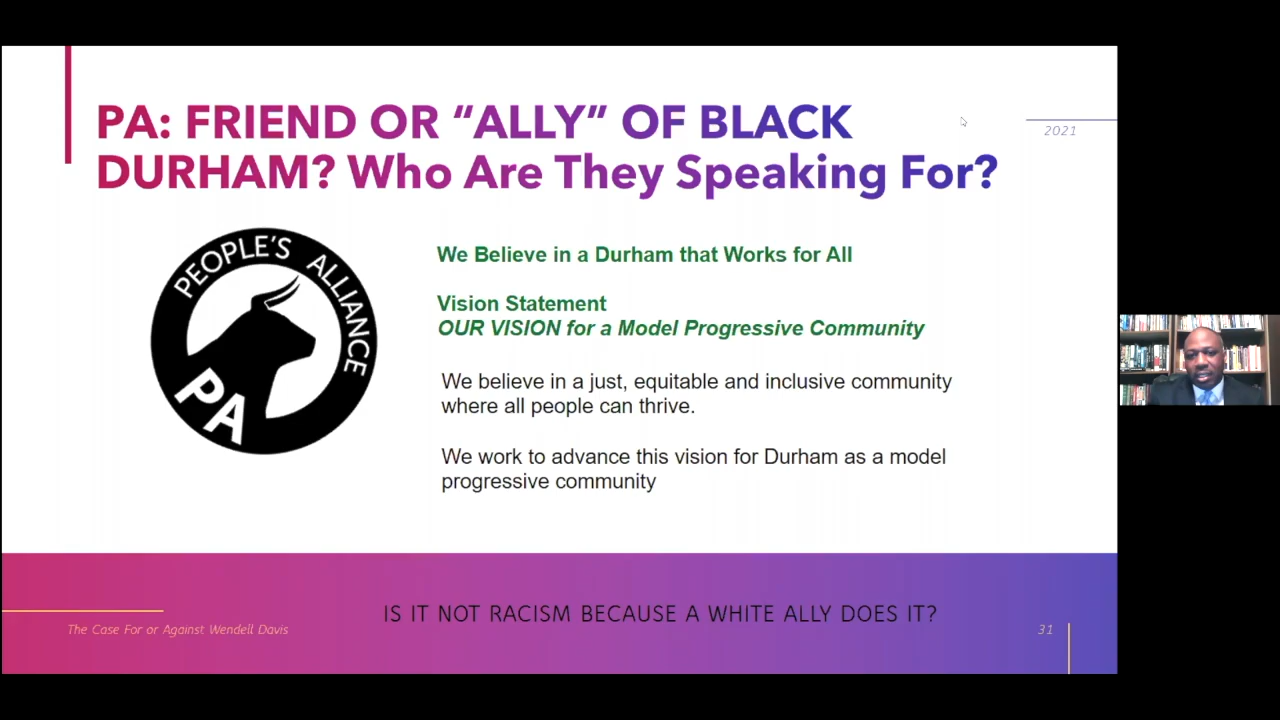 PA: FRIEND OR “ALLY” OF BLACK
DURHAM? Who Are They Speaking For?
2021
PEOPLE'S ALLIANCE
PA
We Believe in a Durham that Works for All
Vision Statement
OUR VISION for a Model Progressive Community
We believe in a just, equitable and inclusive community
where all people can thrive.
We work to advance this vision for Durham as a model
progressive community
IS IT NOT RACISM BECAUSE A WHITE ALLY DOES IT?
The Case For or Against Wendell Davis
31